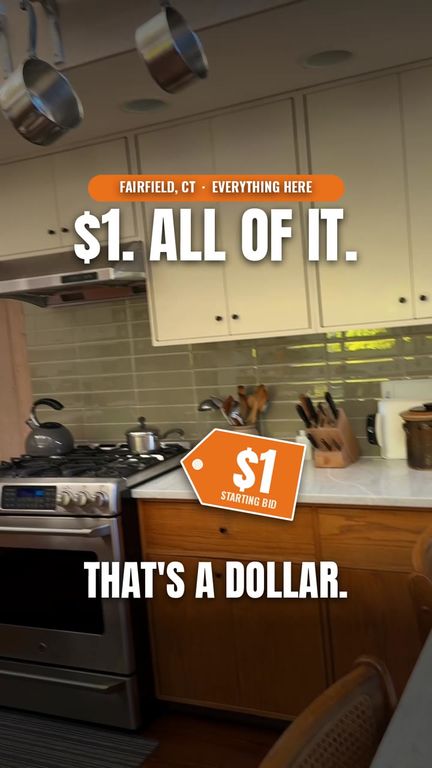 FAIRFIELD, CT · EVERYTHING HERE
$1. ALL OF IT.
$1
STARTING BID
THAT'S A DOLLAR.